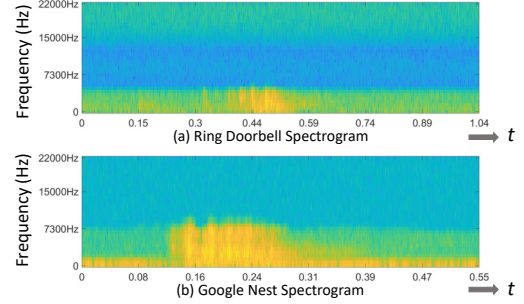 Frequency (Hz)
22000Hz
15000Hz
7300Hz
0
0 0.15 0.3 0.44 0.59 0.74 0.89 1.04
(a) Ring Doorbell Spectrogram
t
Frequency (Hz)
22000Hz
15000Hz
7300Hz
0
0 0.08 0.16 0.24 0.31 0.39 0.47 0.55
(b) Google Nest Spectrogram
t